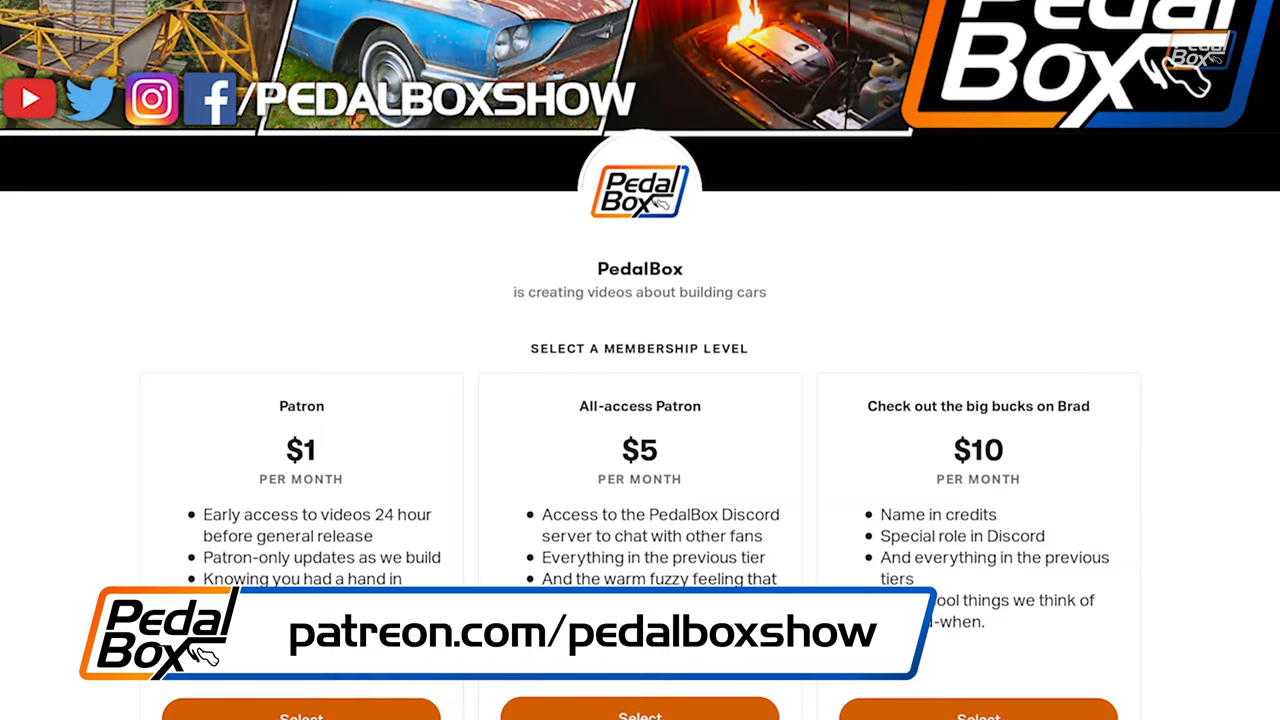 Pedal
Box
Pedal
Box
/PEDALBOXSHOW
Pedal
Box
PedalBox
is creating videos about building cars
SELECT A MEMBERSHIP LEVEL
Patron
$1
PER MONTH
Early access to videos 24 hour
before general release
Patron-only updates as we build
Knowing you had a hand in
All-access Patron
$5
PER MONTH
Access to the PedalBox Discord
server to chat with other fans
Everything in the previous tier
And the warm fuzzy feeling that
Check out the big bucks on Brad
$10
PER MONTH
Name in credits
Special role in Discord
And everything in the previous
tiers
things we think of
Pedal
Box
patreon.com/pedalboxshow
Select
Select
Select